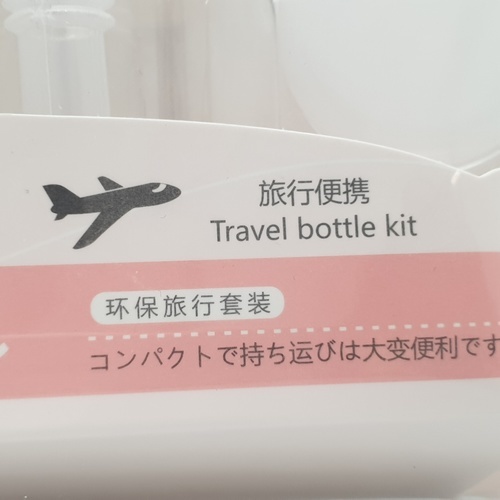 旅行便携
Travel bottle kit
环保旅行套装
コンパクトで持ち运びは大变便利です